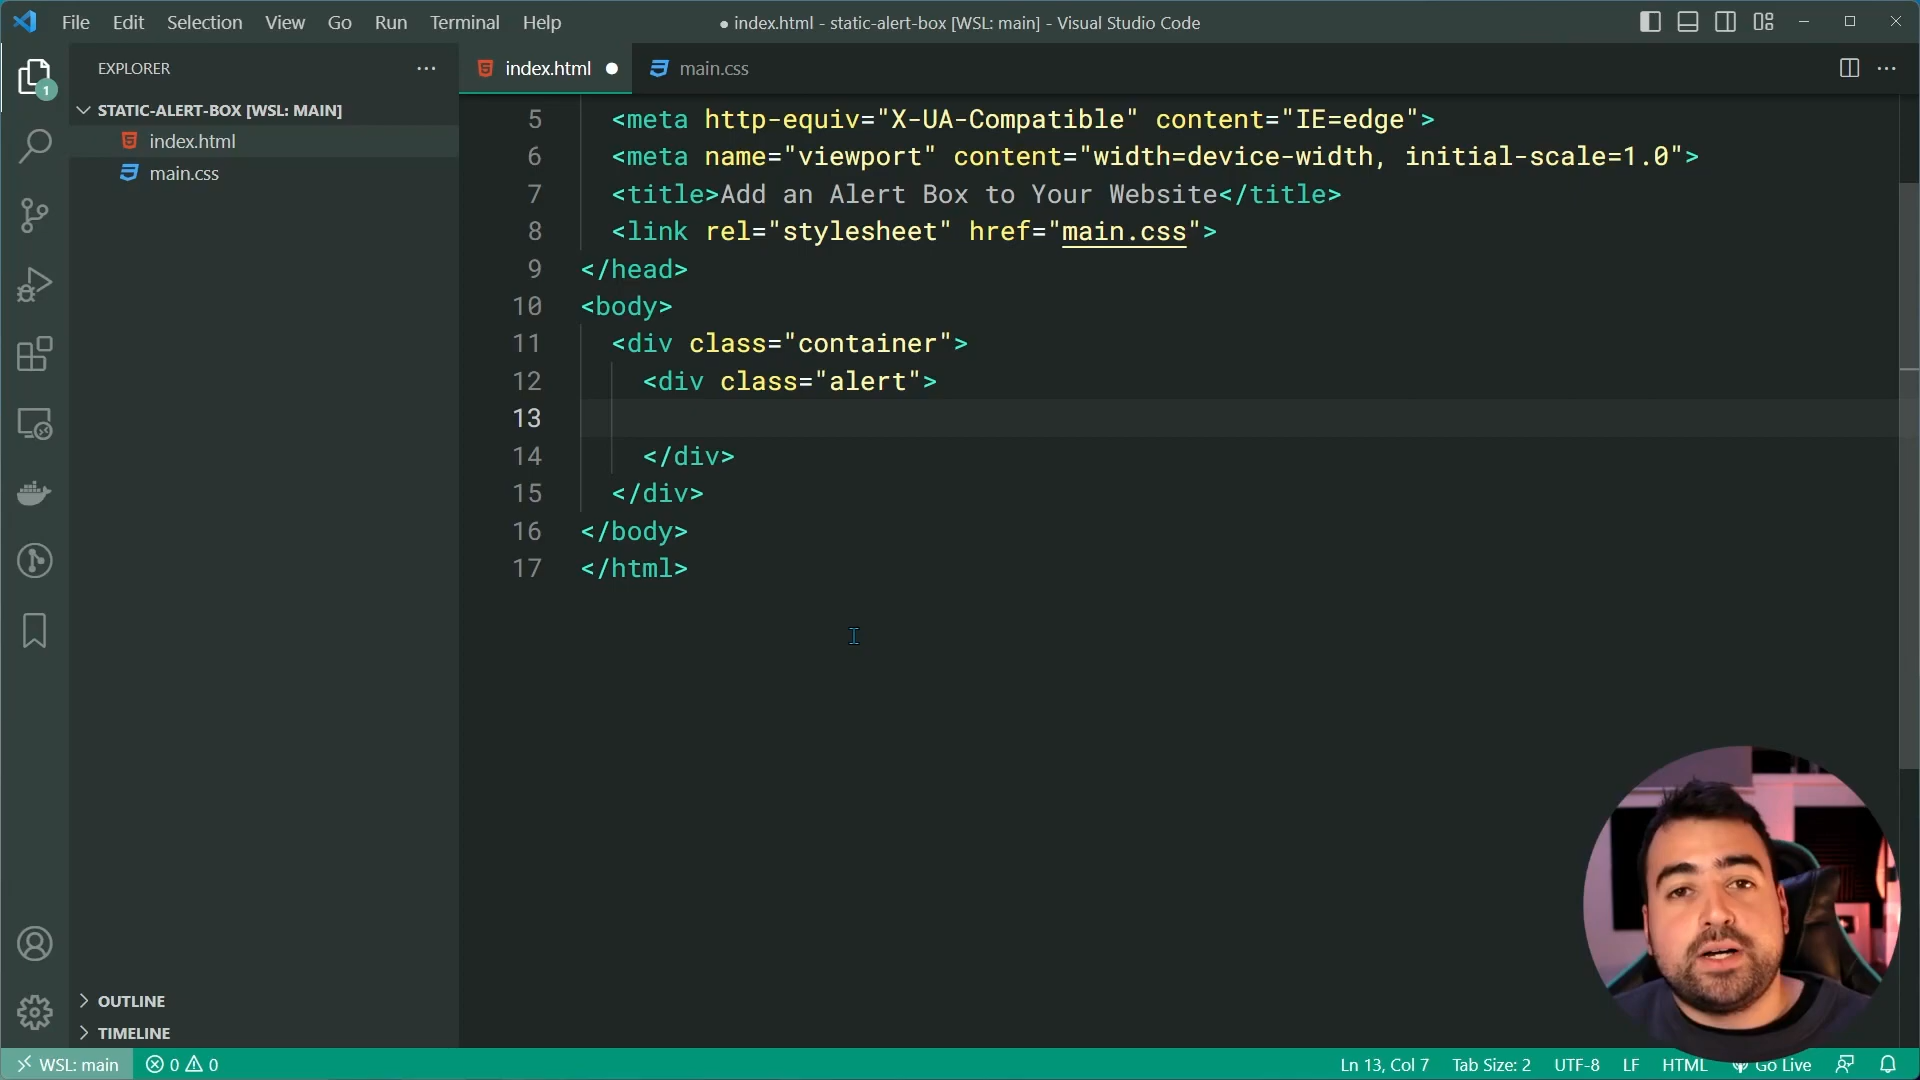 File Edit Selection View Go Run Terminal Help
● index.html - static-alert-box [WSL: main] - Visual Studio Code
EXPLORER
1
STATIC-ALERT-BOX [WSL: MAIN]
index.html
main.css
index.html
main.css
5 <meta http-equiv="X-UA-Compatible" content="IE=edge">
6 <meta name="viewport" content="width=device-width, initial-scale=1.0">
7 <title>Add an Alert Box to Your Website</title>
8 <link rel="stylesheet" href="main.css">
9 </head>
10 <body>
11 <div class="container">
12 <div class="alert">
13
14 </div>
15 </div>
16 </body>
17 </html>
OUTLINE
TIMELINE
WSL: main 0 0
Ln 13, Col 7 Tab Size: 2 UTF-8 LF HTML Go Live